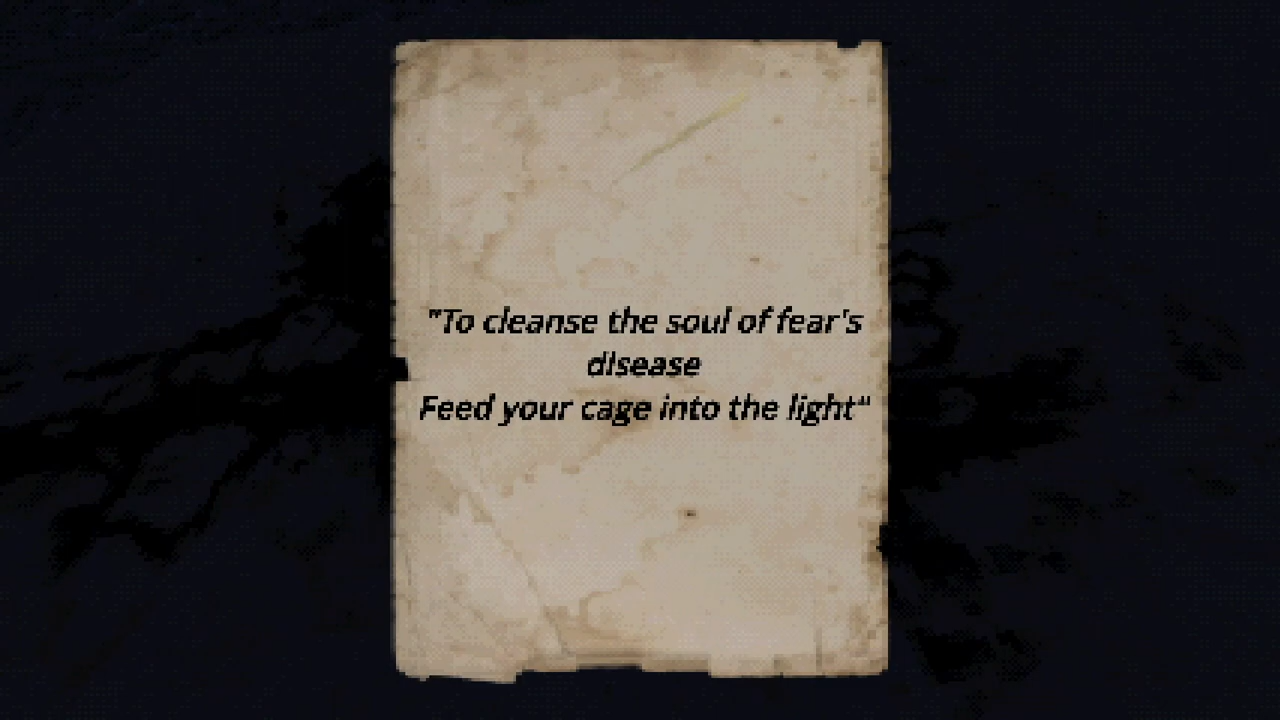 "To cleanse the soul of fear's
disease
Feed your cage into the light"